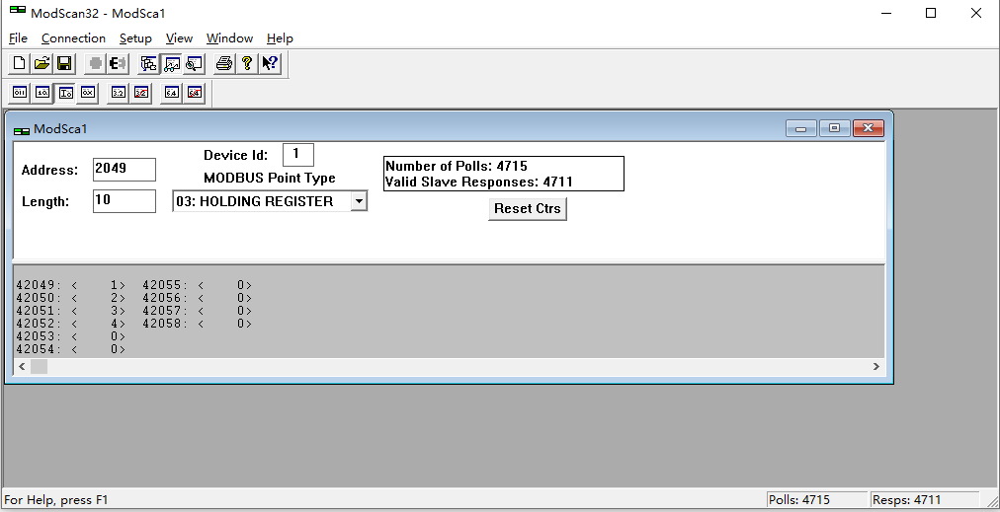 ModScan32 - ModSca1
File Connection Setup View Window Help
ModSca1
Address: 2049
Device Id: 1
MODBUS Point Type
Length: 10
03: HOLDING REGISTER
Number of Polls: 4715
Valid Slave Responses: 4711
Reset Ctrs
42049: < 1> 42055: < 0>
42050: < 2> 42056: < 0>
42051: < 3> 42057: < 0>
42052: < 4> 42058: < 0>
42053: < 0>
42054: < 0>
For Help, press F1
Polls: 4715
Resps: 4711